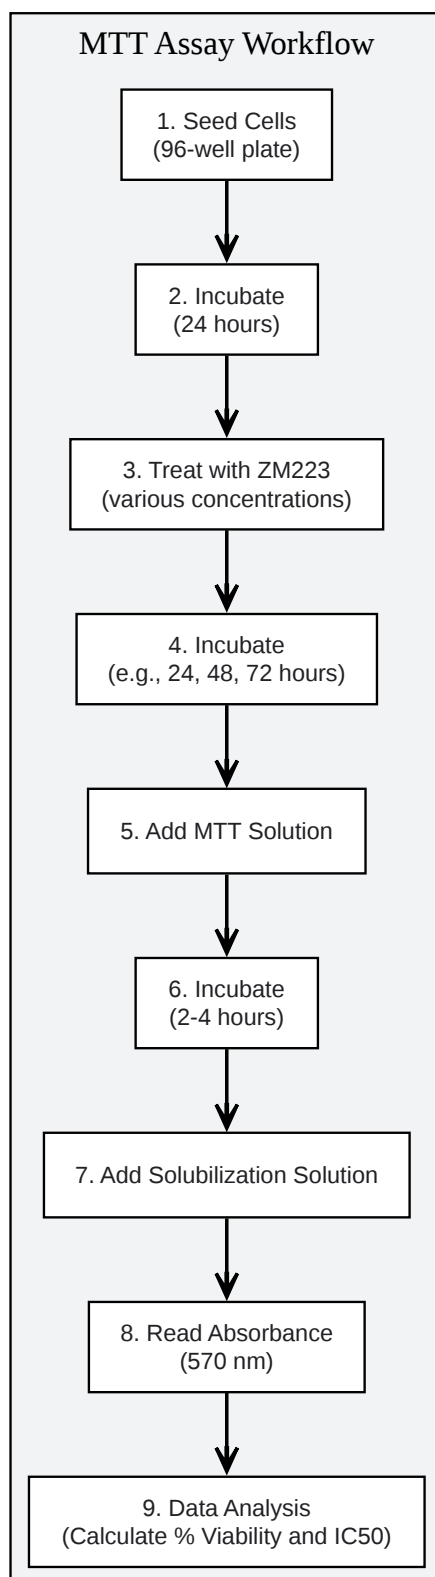 MTT Assay Workflow
1. Seed Cells
(96-well plate)
2. Incubate
(24 hours)
3. Treat with ZM223
(various concentrations)
4. Incubate
(e.g., 24, 48, 72 hours)
5. Add MTT Solution
6. Incubate
(2-4 hours)
7. Add Solubilization Solution
8. Read Absorbance
(570 nm)
9. Data Analysis
(Calculate % Viability and IC50)